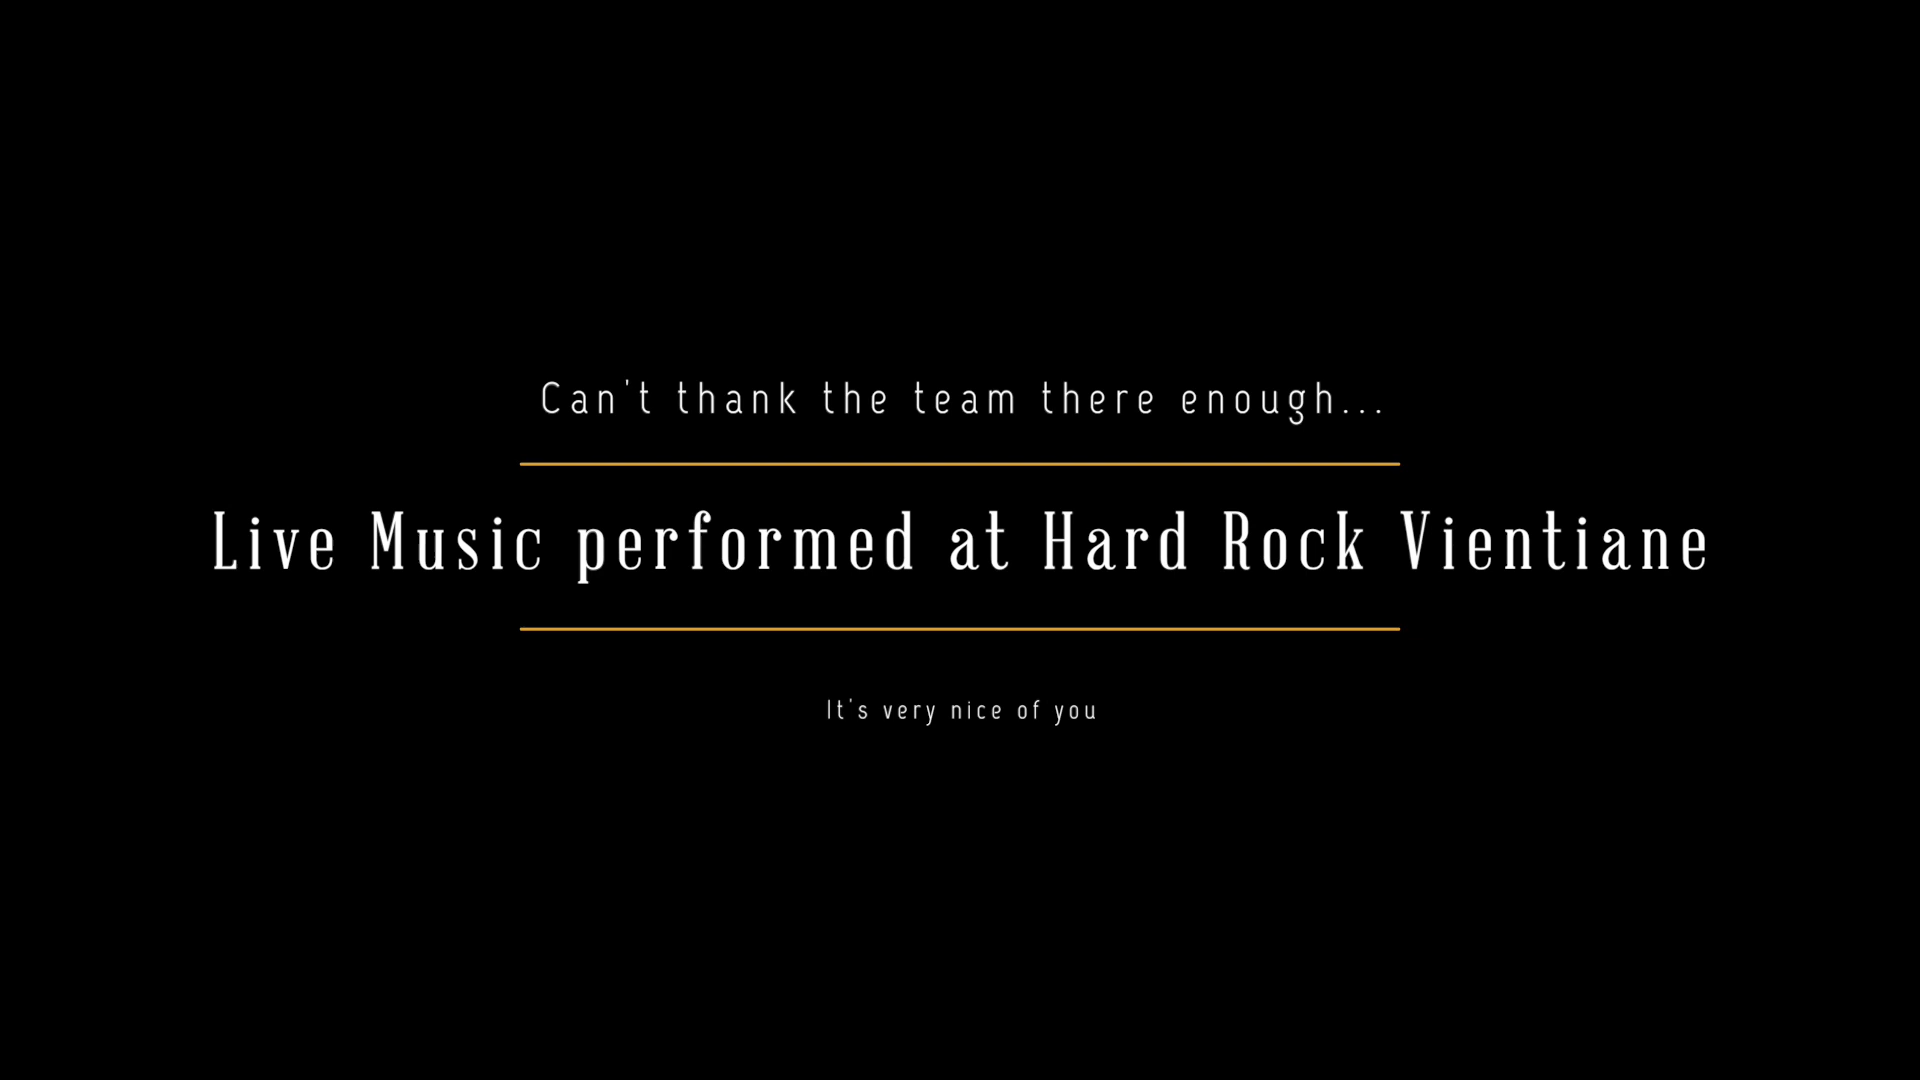 Can't thank the team there enough...
Live Music performed at Hard Rock Vientiane
It's very nice of you